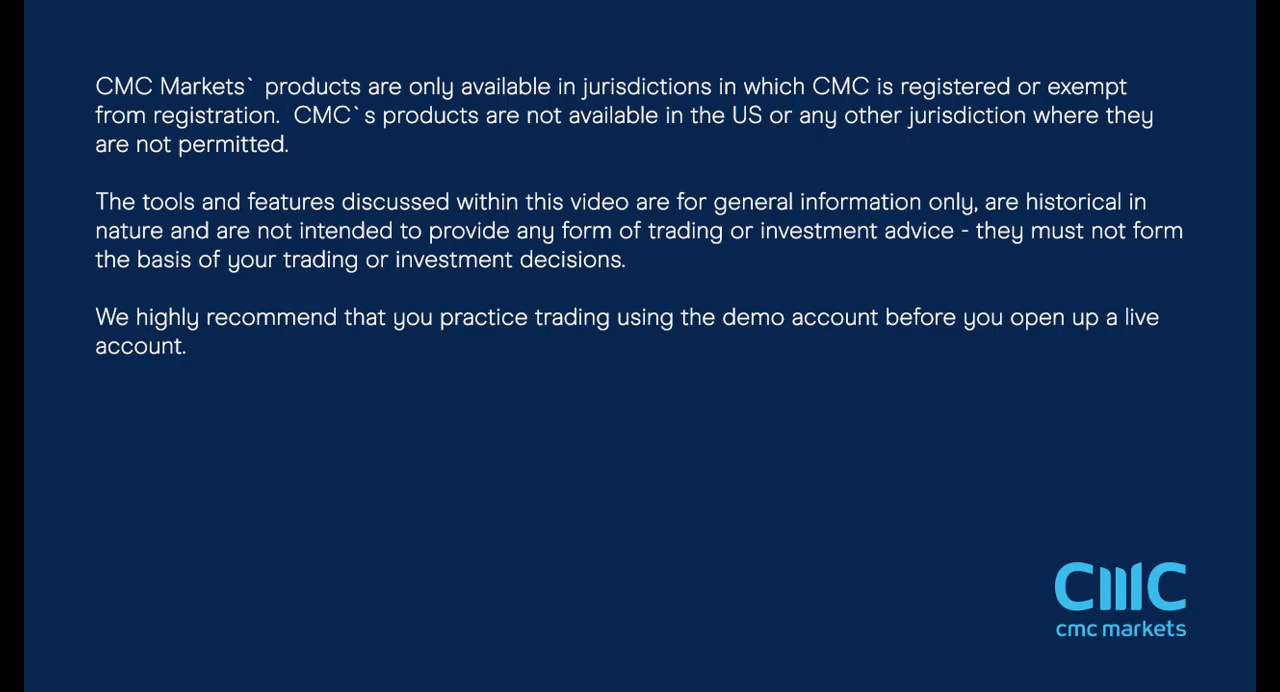 CMC Markets` products are only available in jurisdictions in which CMC is registered or exempt
from registration.  CMC`s products are not available in the US or any other jurisdiction where they
are not permitted.
The tools and features discussed within this video are for general information only, are historical in
nature and are not intended to provide any form of trading or investment advice - they must not form
the basis of your trading or investment decisions.
We highly recommend that you practice trading using the demo account before you open up a live
account.
CMC
cmc markets